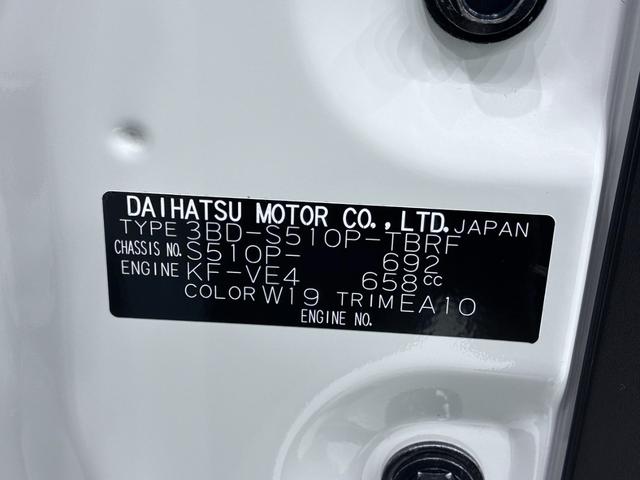 DAIHATSU MOTOR CO., LTD. JAPAN
TYPE 3BD-S510P-TBRF
CHASSIS NO. S510P- 692
ENGINE KF-VE4 658cc
COLOR W19 TRIM EA10
ENGINE NO.